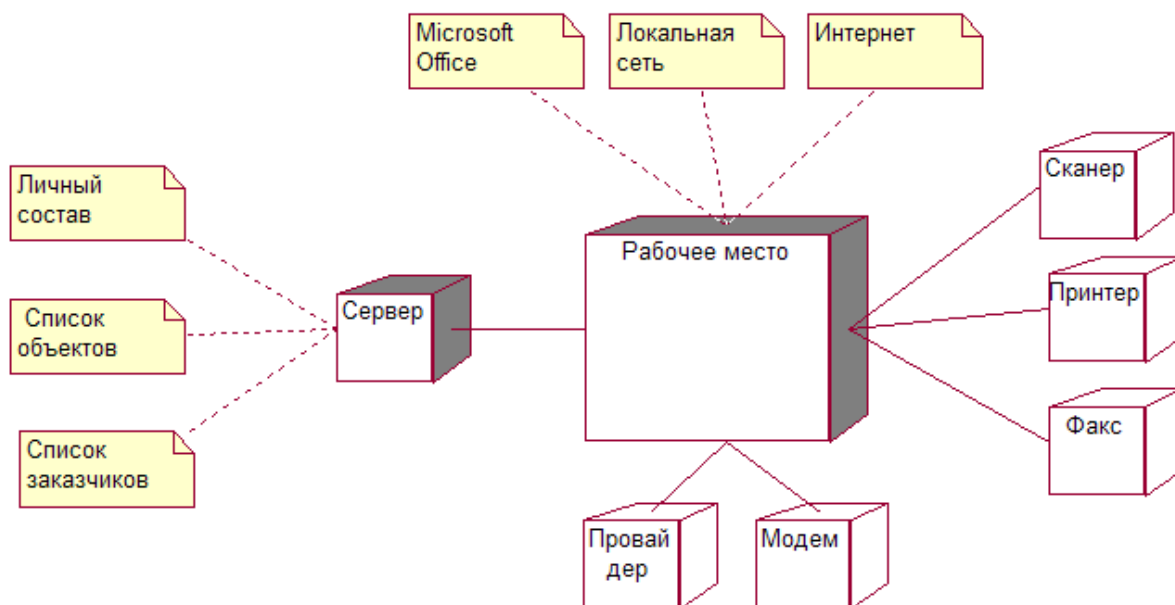 Microsoft
Office
Локальная
сеть
Интернет
Личный
состав
Список
объектов
Список
заказчиков
Сервер
Рабочее место
Сканер
Принтер
Факс
Провай
дер
Модем